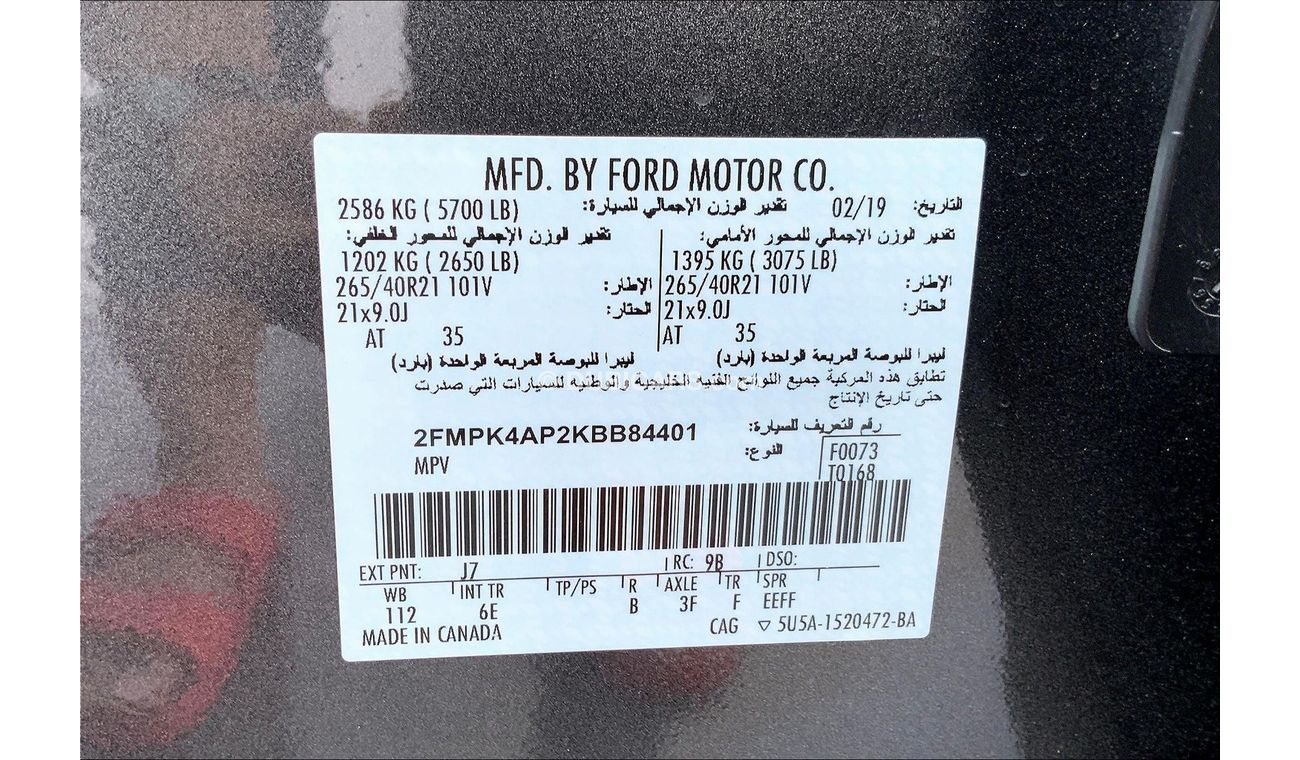 MFD. BY FORD MOTOR CO.
التاريخ: 02/19 تقدير الوزن الإجمالي للسيارة: 2586 KG ( 5700 LB)
تقدير الوزن الإجمالي للمحور الأمامي: تقدير الوزن الإجمالي للمحور الخلفي:
1395 KG ( 3075 LB) 1202 KG ( 2650 LB)
الإطار: 265/40R21 101V الإطار: 265/40R21 101V
الحتار: 21x9.0J الحتار: 21x9.0J
AT 35 AT 35
ليبرا للبوصة المربعة الواحدة (بارد) ليبرا للبوصة المربعة الواحدة (بارد)
تطابق هذه المركبة جميع اللوائح الفنيه الخليجية والوطنيه للسيارات التي صدرت
حتى تاريخ الإنتاج
رقم التعريف للسيارة: 2FMPK4AP2KBB84401
النوع: MPV
F0073
T0168
EXT PNT: J7 RC: 9B DSO:
WB INT TR TP/PS R AXLE TR SPR
112 6E B 3F F EEFF
MADE IN CANADA CAG ▽ 5U5A-1520472-BA